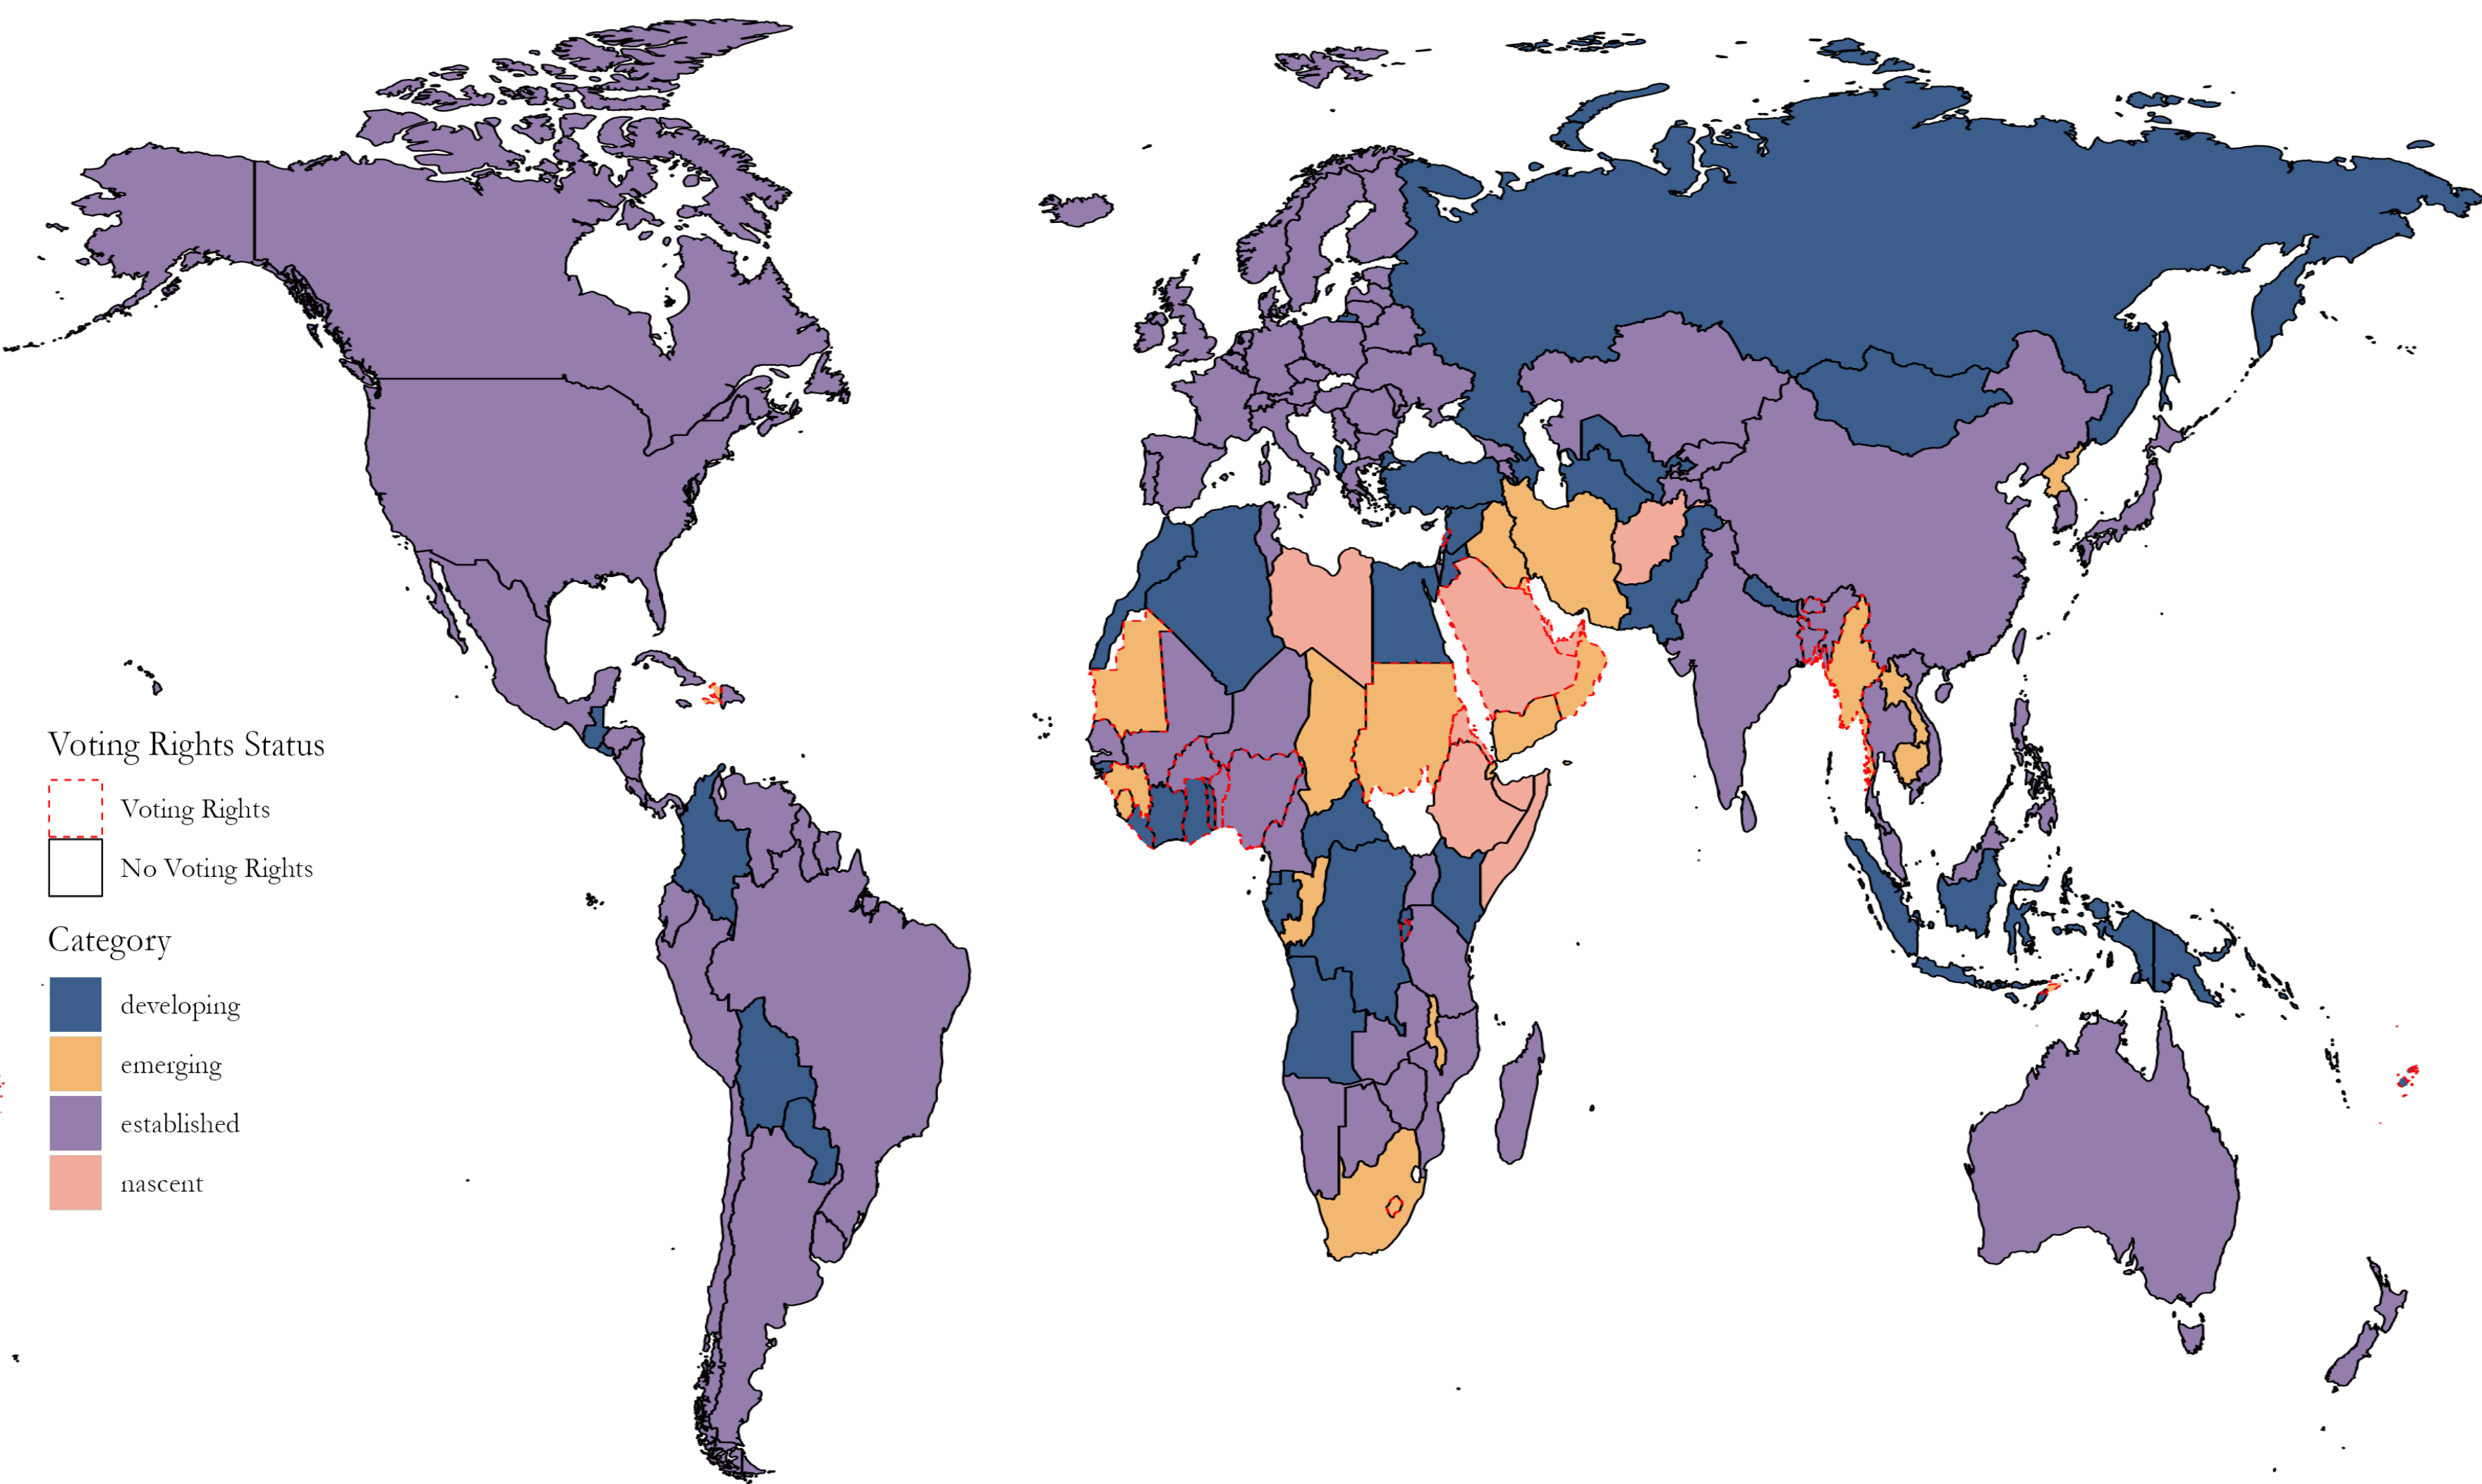 Voting Rights Status
Voting Rights
No Voting Rights
Category
developing
emerging
established
nascent